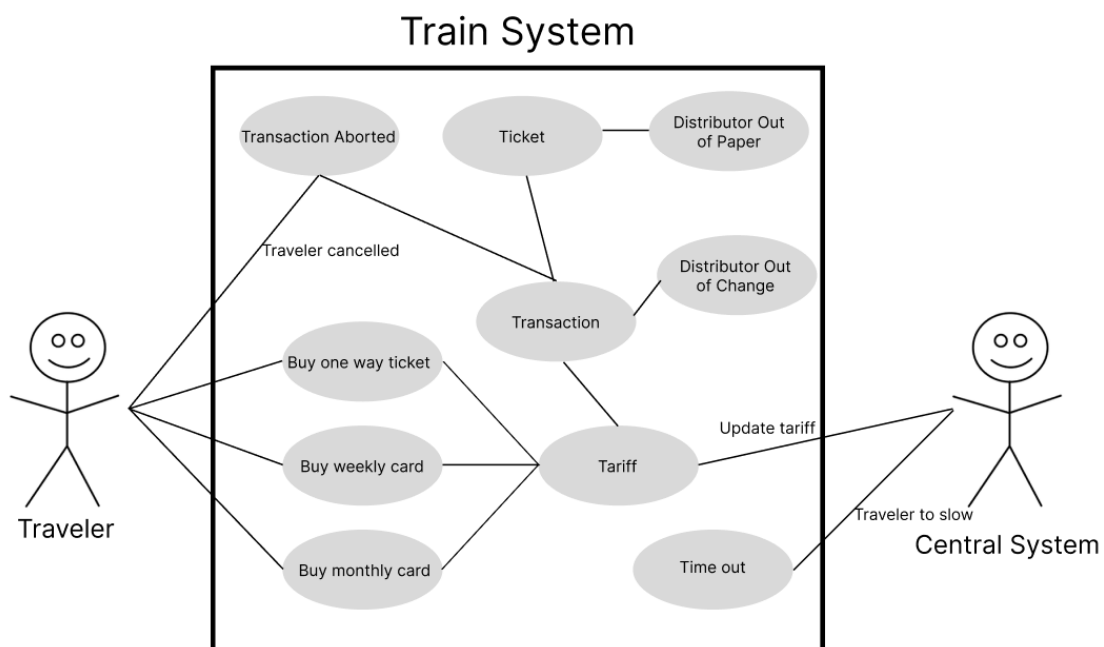 Train System
Transaction Aborted
Ticket
Distributor Out
of Paper
Traveler cancelled
Distributor Out
of Change
Transaction
Buy one way ticket
Update tariff
Buy weekly card
Tariff
Traveler to slow
Traveler
Central System
Buy monthly card
Time out